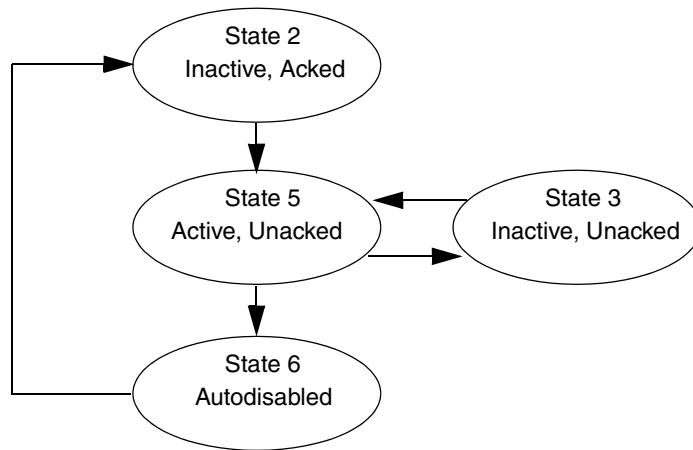 State 2
Inactive, Acked
State 5
Active, Unacked
State 3
Inactive, Unacked
State 6
Autodisabled